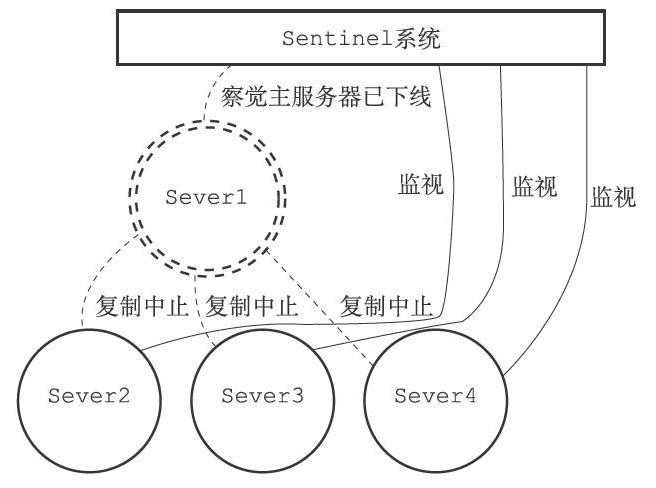 Sentinel系统
察觉主服务器已下线
Sever1
监视
监视
监视
复制中止
复制中止
复制中止
Sever2
Sever3
Sever4